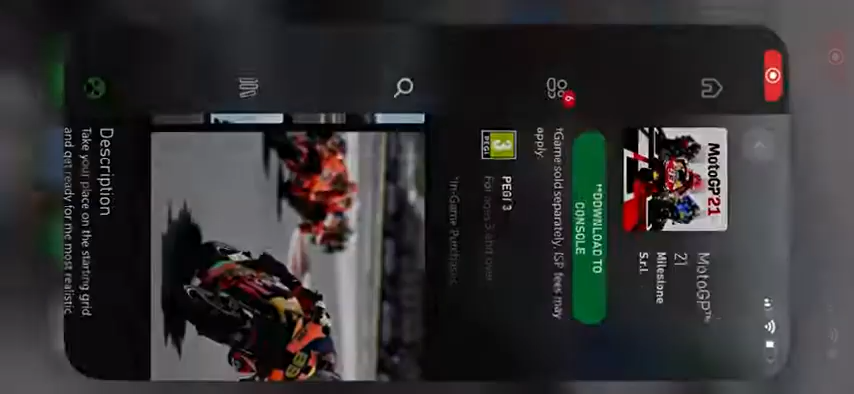 MotoGP™
21
Milestone
S.r.l.
MotoGP 21
**DOWNLOAD TO
CONSOLE
†Game sold separately. ISP fees may
apply.
3
PEGI
PEGI 3
For ages 3 and over
*In-Game Purchases
Description
Take your place on the starting grid
and get ready for the most realistic
6